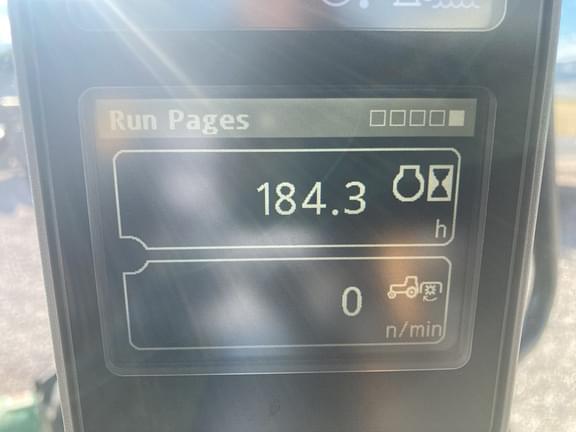 Run Pages
184.3
h
0
n/min